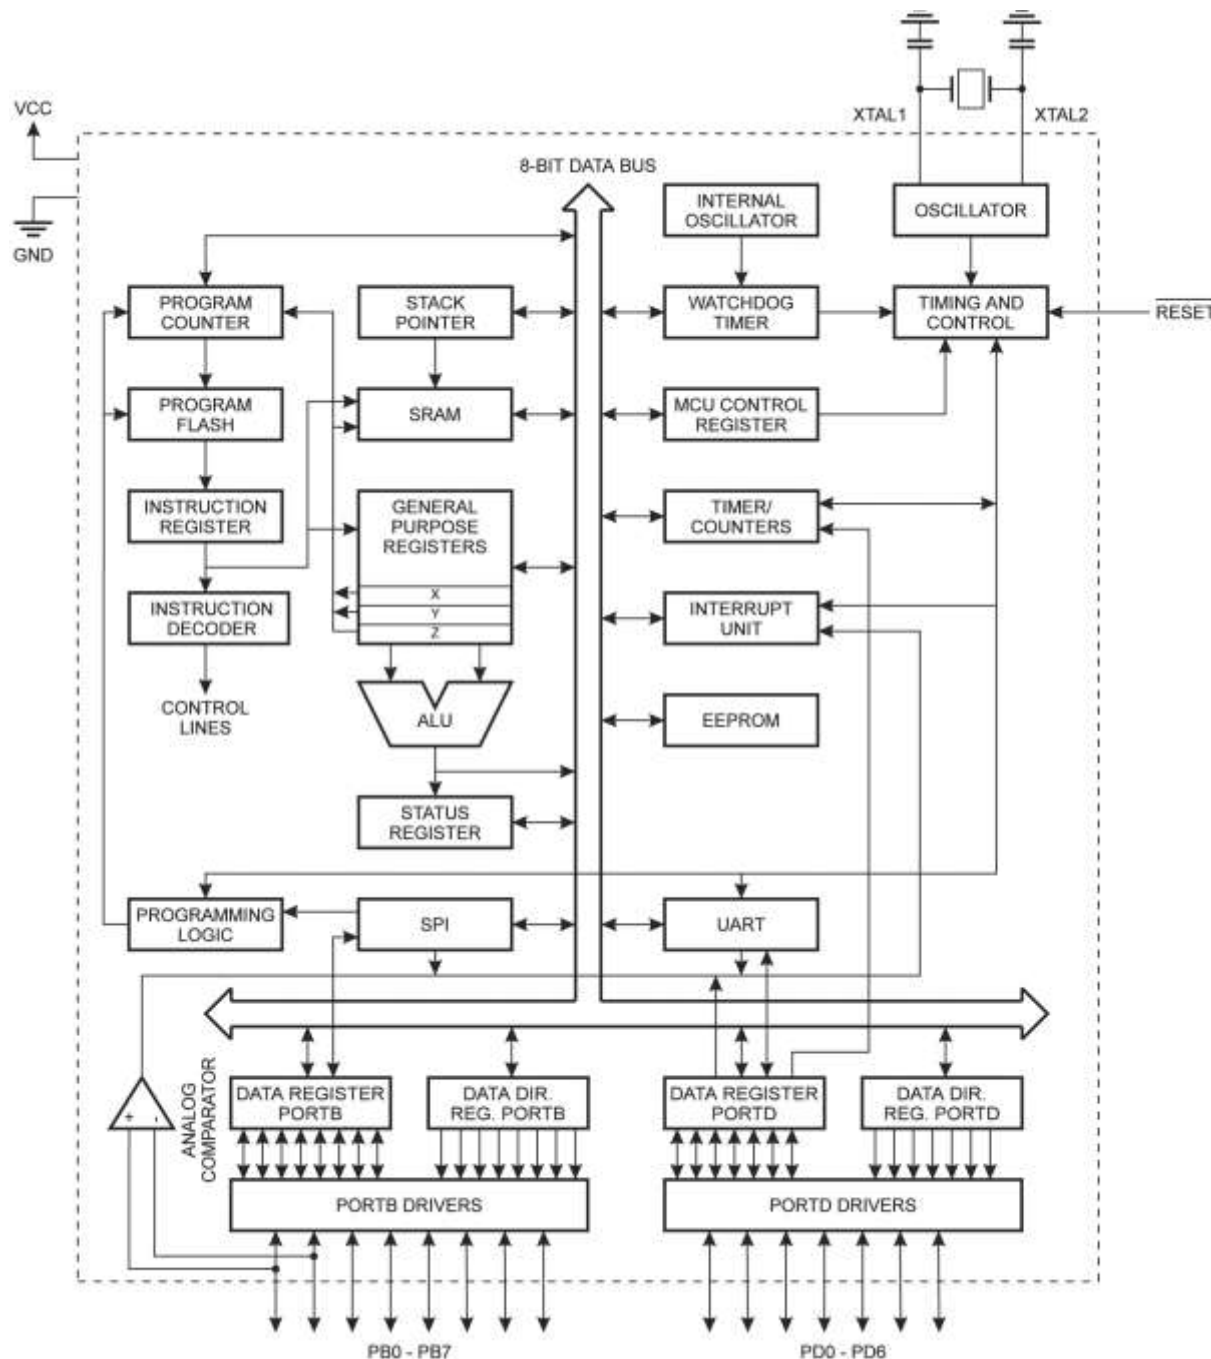 XTAL1
XTAL2
VCC
GND
8-BIT DATA BUS
INTERNAL
OSCILLATOR
OSCILLATOR
PROGRAM
COUNTER
STACK
POINTER
WATCHDOG
TIMER
TIMING AND
CONTROL
RESET
PROGRAM
FLASH
SRAM
MCU CONTROL
REGISTER
INSTRUCTION
REGISTER
GENERAL
PURPOSE
REGISTERS
X
Y
Z
TIMER/
COUNTERS
INSTRUCTION
DECODER
INTERRUPT
UNIT
CONTROL
LINES
ALU
EEPROM
STATUS
REGISTER
PROGRAMMING
LOGIC
SPI
UART
ANALOG
COMPARATOR
+
-
DATA REGISTER
PORTB
DATA DIR.
REG. PORTB
DATA REGISTER
PORTD
DATA DIR.
REG. PORTD
PORTB DRIVERS
PORTD DRIVERS
PB0 - PB7
PD0 - PD6